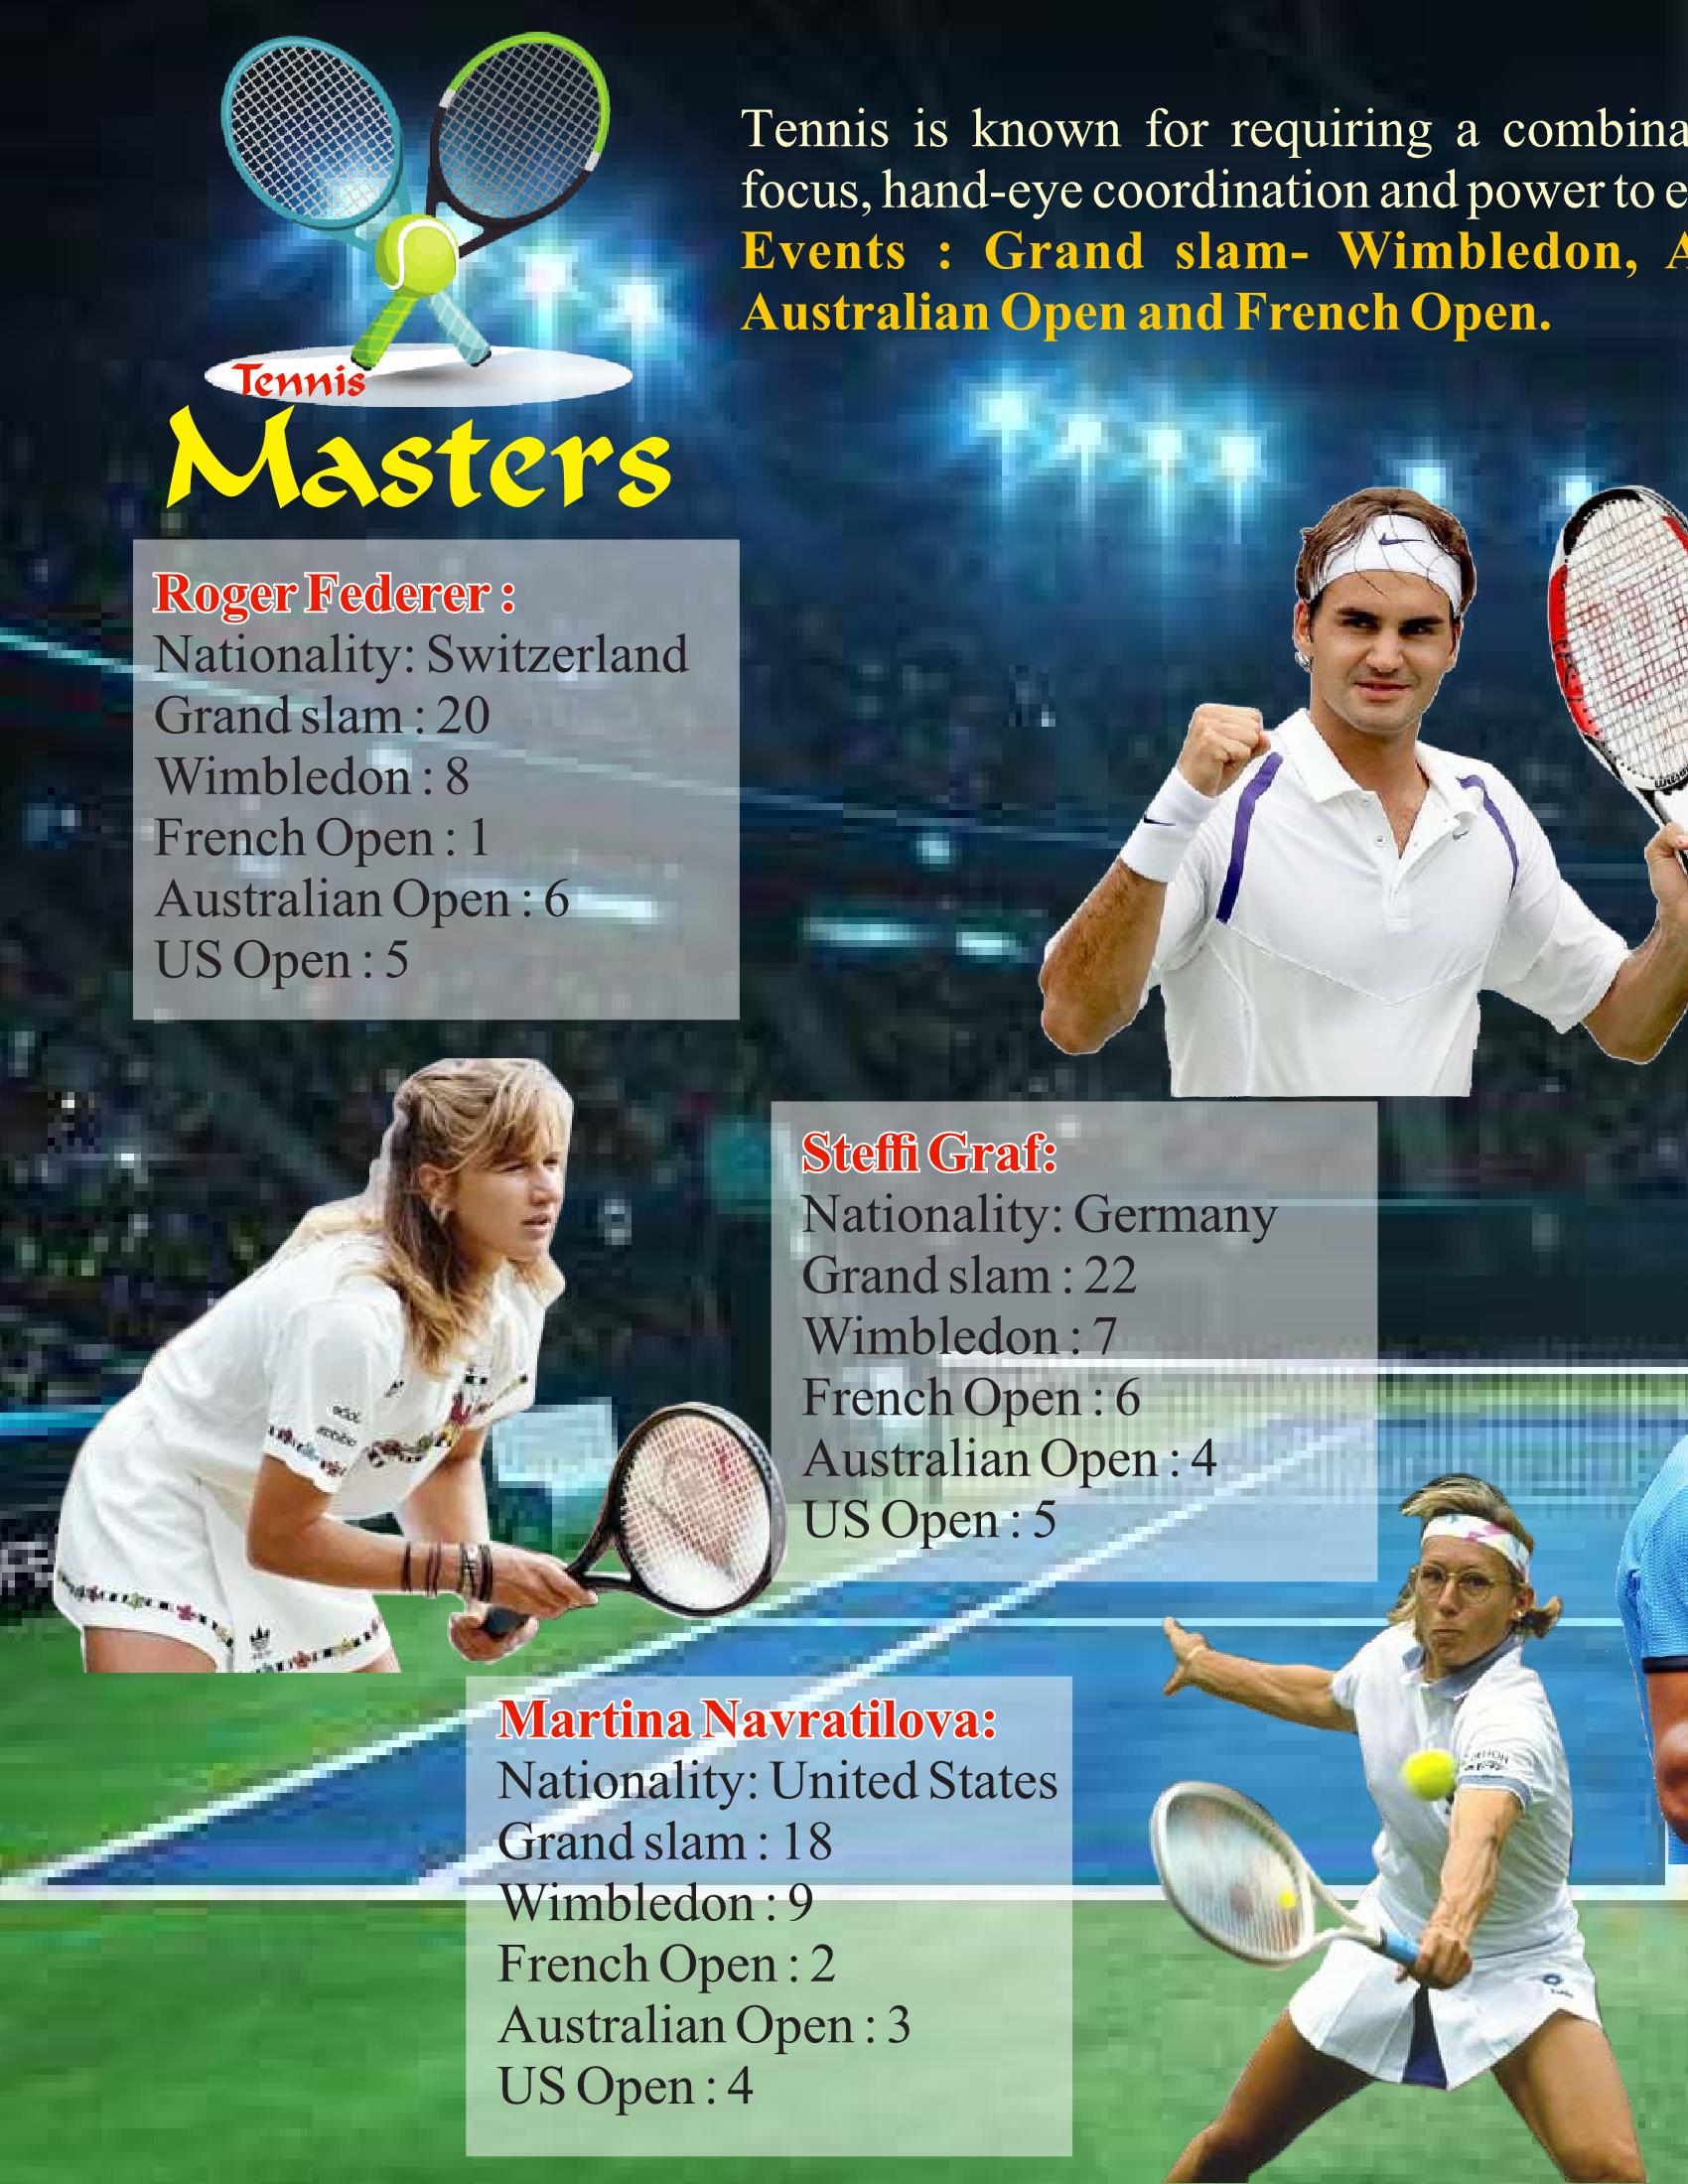 Tennis is known for requiring a combina
focus, hand-eye coordination and power to e
Events : Grand slam- Wimbledon, A
Australian Open and French Open.
Tennis
Masters
Roger Federer :
Nationality: Switzerland
Grand slam : 20
Wimbledon : 8
French Open : 1
Australian Open : 6
US Open : 5
Steffi Graf:
Nationality: Germany
Grand slam : 22
Wimbledon : 7
French Open : 6
Australian Open : 4
US Open : 5
Martina Navratilova:
Nationality: United States
Grand slam : 18
Wimbledon : 9
French Open : 2
Australian Open : 3
US Open : 4